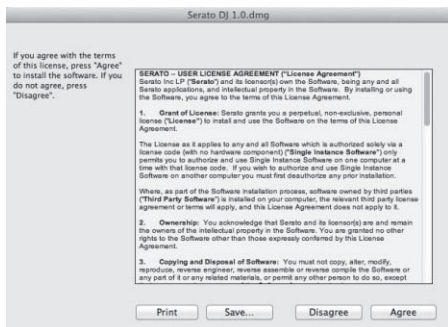 Serato DJ 1.0.dmg
If you agree with the terms
of this license, press "Agree"
to install the software. If you
do not agree, press
"Disagree".
SERATO – USER LICENSE AGREEMENT ("License Agreement")
Serato Inc LP ("Serato") and its licensor(s) own the Software, being any and all
Serato applications, and intellectual property in the Software. By installing or using
the Software, you agree to the terms of this License Agreement.
1. Grant of License: Serato grants you a perpetual, non-exclusive, personal
license ("License") to install and use the Software on the terms of this License
Agreement.
The License as it applies to any and all Software which is authorized solely via a
license code (with no hardware component) ("Single Instance Software") only
permits you to authorize and use Single Instance Software on one computer at a
time with that license code. If you wish to authorize and use Single Instance
Software on another computer you must first deauthorize any prior installation.
Where, as part of the Software installation process, software owned by third parties
("Third Party Software") is installed on your computer, the relevant third party license
agreement or terms will apply, and this License Agreement does not apply to it.
2. Ownership: You acknowledge that Serato and its licensor(s) are and remain
the owners of the intellectual property in the Software. You are granted no other
rights to the Software other than those expressly conferred by this License
Agreement.
3. Copying and Disposal of Software: You must not copy, alter, modify,
reproduce, reverse engineer, reverse assemble or reverse compile the Software or
any part of it or any related materials, or permit any other person to do so, except
Print Save... Disagree Agree